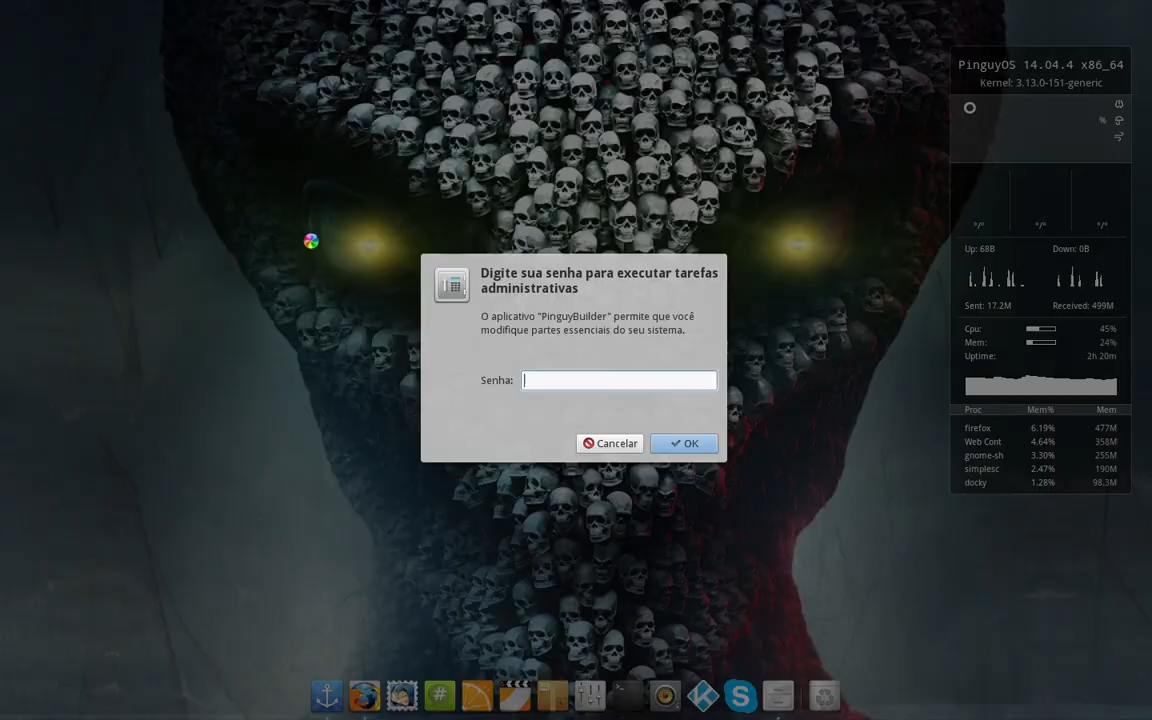 PinguyOS 14.04.4 x86_64
Kernel: 3.13.0-151-generic
%
°/° °/° °/°
Up: 68B Down: 0B
Sent: 17.2M Received: 499M
Cpu: 45%
Mem: 24%
Uptime: 2h 20m
Proc Mem% Mem
firefox 6.19% 477M
Web Cont 4.64% 358M
gnome-sh 3.30% 255M
simplesc 2.47% 190M
docky 1.28% 98.3M
Digite sua senha para executar tarefas
administrativas
O aplicativo "PinguyBuilder" permite que você
modifique partes essenciais do seu sistema.
Senha:
Cancelar OK